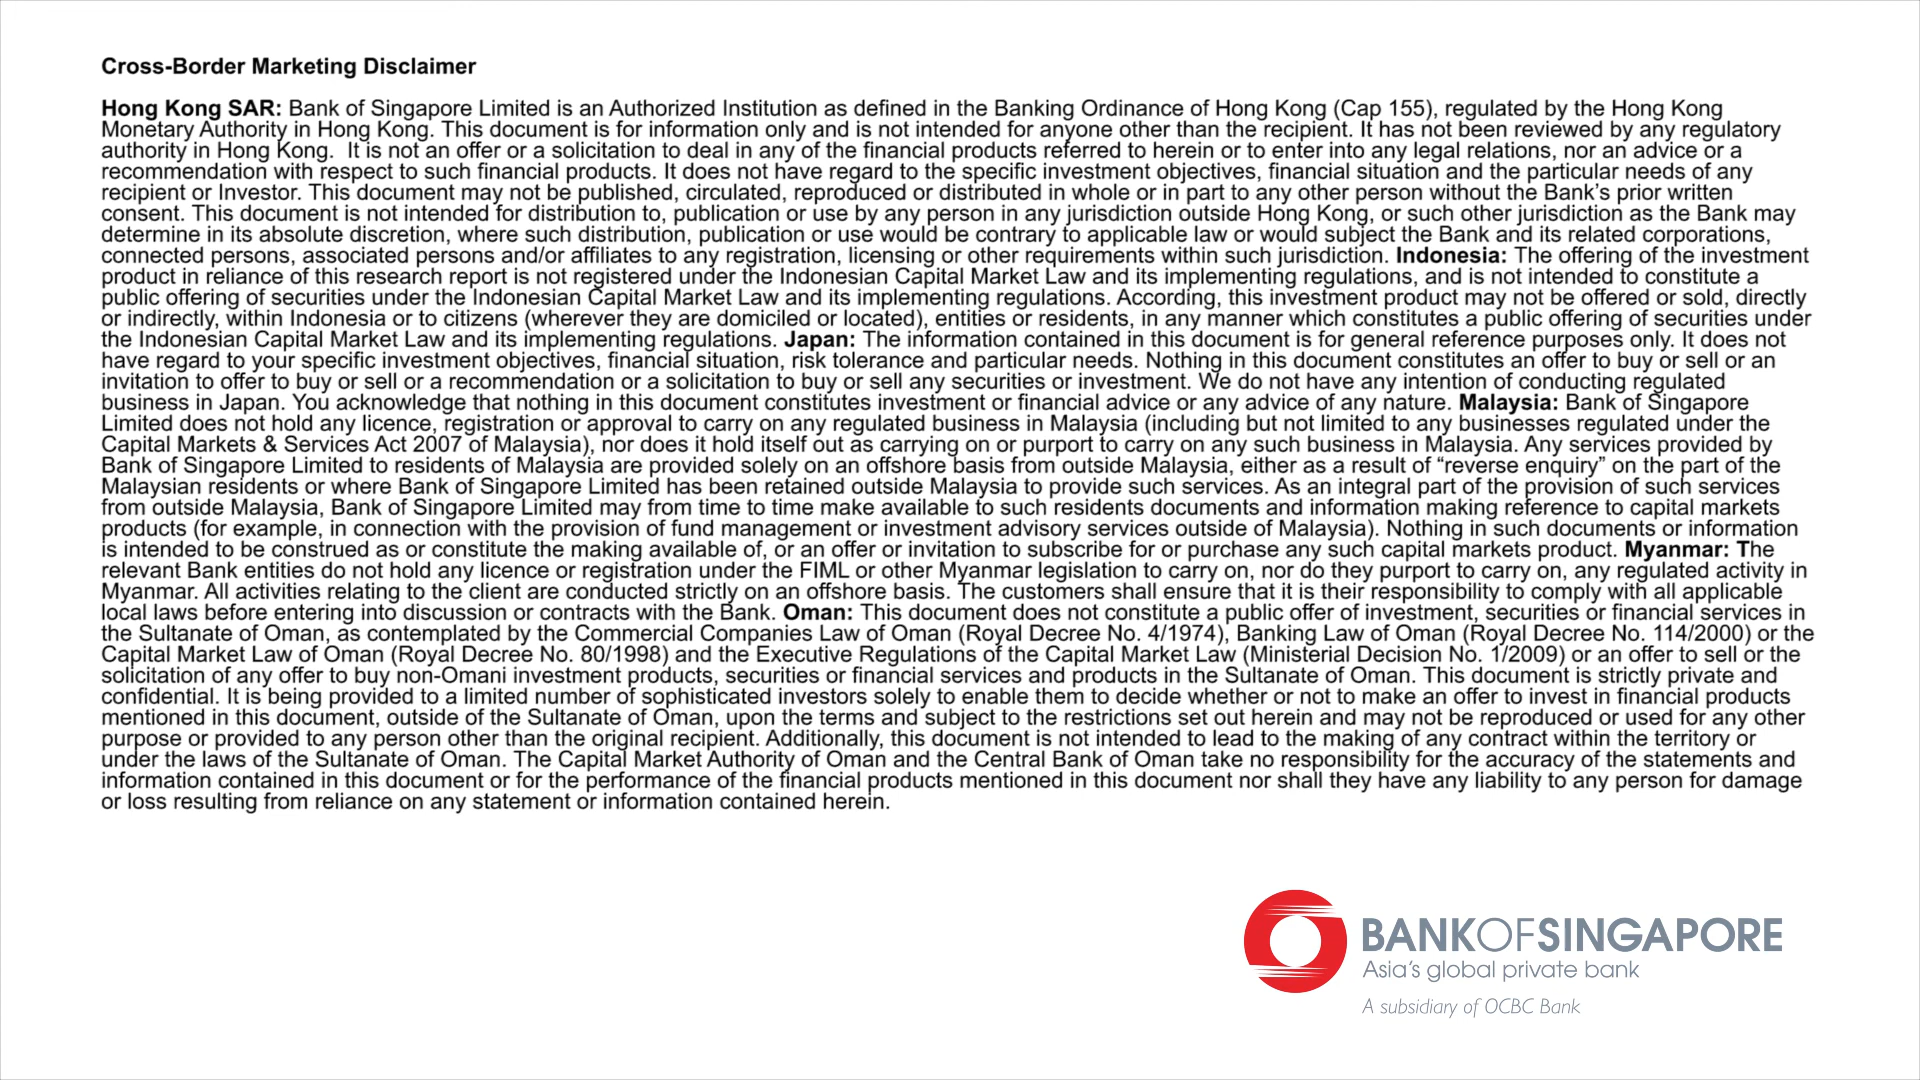 Cross-Border Marketing Disclaimer
Hong Kong SAR: Bank of Singapore Limited is an Authorized Institution as defined in the Banking Ordinance of Hong Kong (Cap 155), regulated by the Hong Kong
Monetary Authority in Hong Kong. This document is for information only and is not intended for anyone other than the recipient. It has not been reviewed by any regulatory
authority in Hong Kong.  It is not an offer or a solicitation to deal in any of the financial products referred to herein or to enter into any legal relations, nor an advice or a
recommendation with respect to such financial products. It does not have regard to the specific investment objectives, financial situation and the particular needs of any
recipient or Investor. This document may not be published, circulated, reproduced or distributed in whole or in part to any other person without the Bank’s prior written
consent. This document is not intended for distribution to, publication or use by any person in any jurisdiction outside Hong Kong, or such other jurisdiction as the Bank may
determine in its absolute discretion, where such distribution, publication or use would be contrary to applicable law or would subject the Bank and its related corporations,
connected persons, associated persons and/or affiliates to any registration, licensing or other requirements within such jurisdiction. Indonesia: The offering of the investment
product in reliance of this research report is not registered under the Indonesian Capital Market Law and its implementing regulations, and is not intended to constitute a
public offering of securities under the Indonesian Capital Market Law and its implementing regulations. According, this investment product may not be offered or sold, directly
or indirectly, within Indonesia or to citizens (wherever they are domiciled or located), entities or residents, in any manner which constitutes a public offering of securities under
the Indonesian Capital Market Law and its implementing regulations. Japan: The information contained in this document is for general reference purposes only. It does not
have regard to your specific investment objectives, financial situation, risk tolerance and particular needs. Nothing in this document constitutes an offer to buy or sell or an
invitation to offer to buy or sell or a recommendation or a solicitation to buy or sell any securities or investment. We do not have any intention of conducting regulated
business in Japan. You acknowledge that nothing in this document constitutes investment or financial advice or any advice of any nature. Malaysia: Bank of Singapore
Limited does not hold any licence, registration or approval to carry on any regulated business in Malaysia (including but not limited to any businesses regulated under the
Capital Markets & Services Act 2007 of Malaysia), nor does it hold itself out as carrying on or purport to carry on any such business in Malaysia. Any services provided by
Bank of Singapore Limited to residents of Malaysia are provided solely on an offshore basis from outside Malaysia, either as a result of “reverse enquiry” on the part of the
Malaysian residents or where Bank of Singapore Limited has been retained outside Malaysia to provide such services. As an integral part of the provision of such services
from outside Malaysia, Bank of Singapore Limited may from time to time make available to such residents documents and information making reference to capital markets
products (for example, in connection with the provision of fund management or investment advisory services outside of Malaysia). Nothing in such documents or information
is intended to be construed as or constitute the making available of, or an offer or invitation to subscribe for or purchase any such capital markets product. Myanmar: The
relevant Bank entities do not hold any licence or registration under the FIML or other Myanmar legislation to carry on, nor do they purport to carry on, any regulated activity in
Myanmar. All activities relating to the client are conducted strictly on an offshore basis. The customers shall ensure that it is their responsibility to comply with all applicable
local laws before entering into discussion or contracts with the Bank. Oman: This document does not constitute a public offer of investment, securities or financial services in
the Sultanate of Oman, as contemplated by the Commercial Companies Law of Oman (Royal Decree No. 4/1974), Banking Law of Oman (Royal Decree No. 114/2000) or the
Capital Market Law of Oman (Royal Decree No. 80/1998) and the Executive Regulations of the Capital Market Law (Ministerial Decision No. 1/2009) or an offer to sell or the
solicitation of any offer to buy non-Omani investment products, securities or financial services and products in the Sultanate of Oman. This document is strictly private and
confidential. It is being provided to a limited number of sophisticated investors solely to enable them to decide whether or not to make an offer to invest in financial products
mentioned in this document, outside of the Sultanate of Oman, upon the terms and subject to the restrictions set out herein and may not be reproduced or used for any other
purpose or provided to any person other than the original recipient. Additionally, this document is not intended to lead to the making of any contract within the territory or
under the laws of the Sultanate of Oman. The Capital Market Authority of Oman and the Central Bank of Oman take no responsibility for the accuracy of the statements and
information contained in this document or for the performance of the financial products mentioned in this document nor shall they have any liability to any person for damage
or loss resulting from reliance on any statement or information contained herein.
BANKOFSINGAPORE
Asia’s global private bank
A subsidiary of OCBC Bank